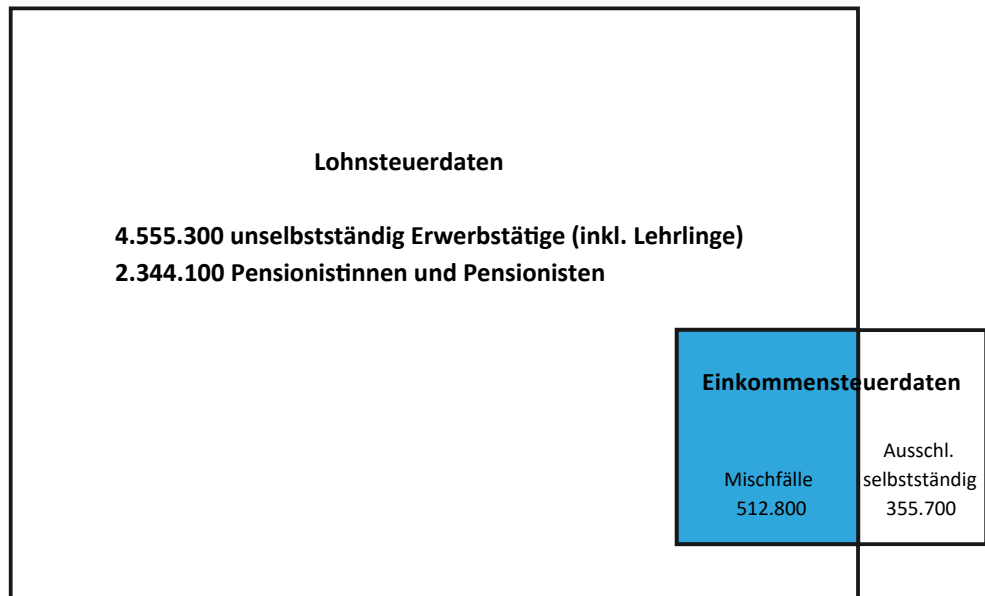 Lohnsteuerdaten
4.555.300 unselbstständig Erwerbstätige (inkl. Lehrlinge)
2.344.100 Pensionistinnen und Pensionisten
Einkommensteuerdaten
Mischfälle
512.800
Ausschl.
selbstständig
355.700